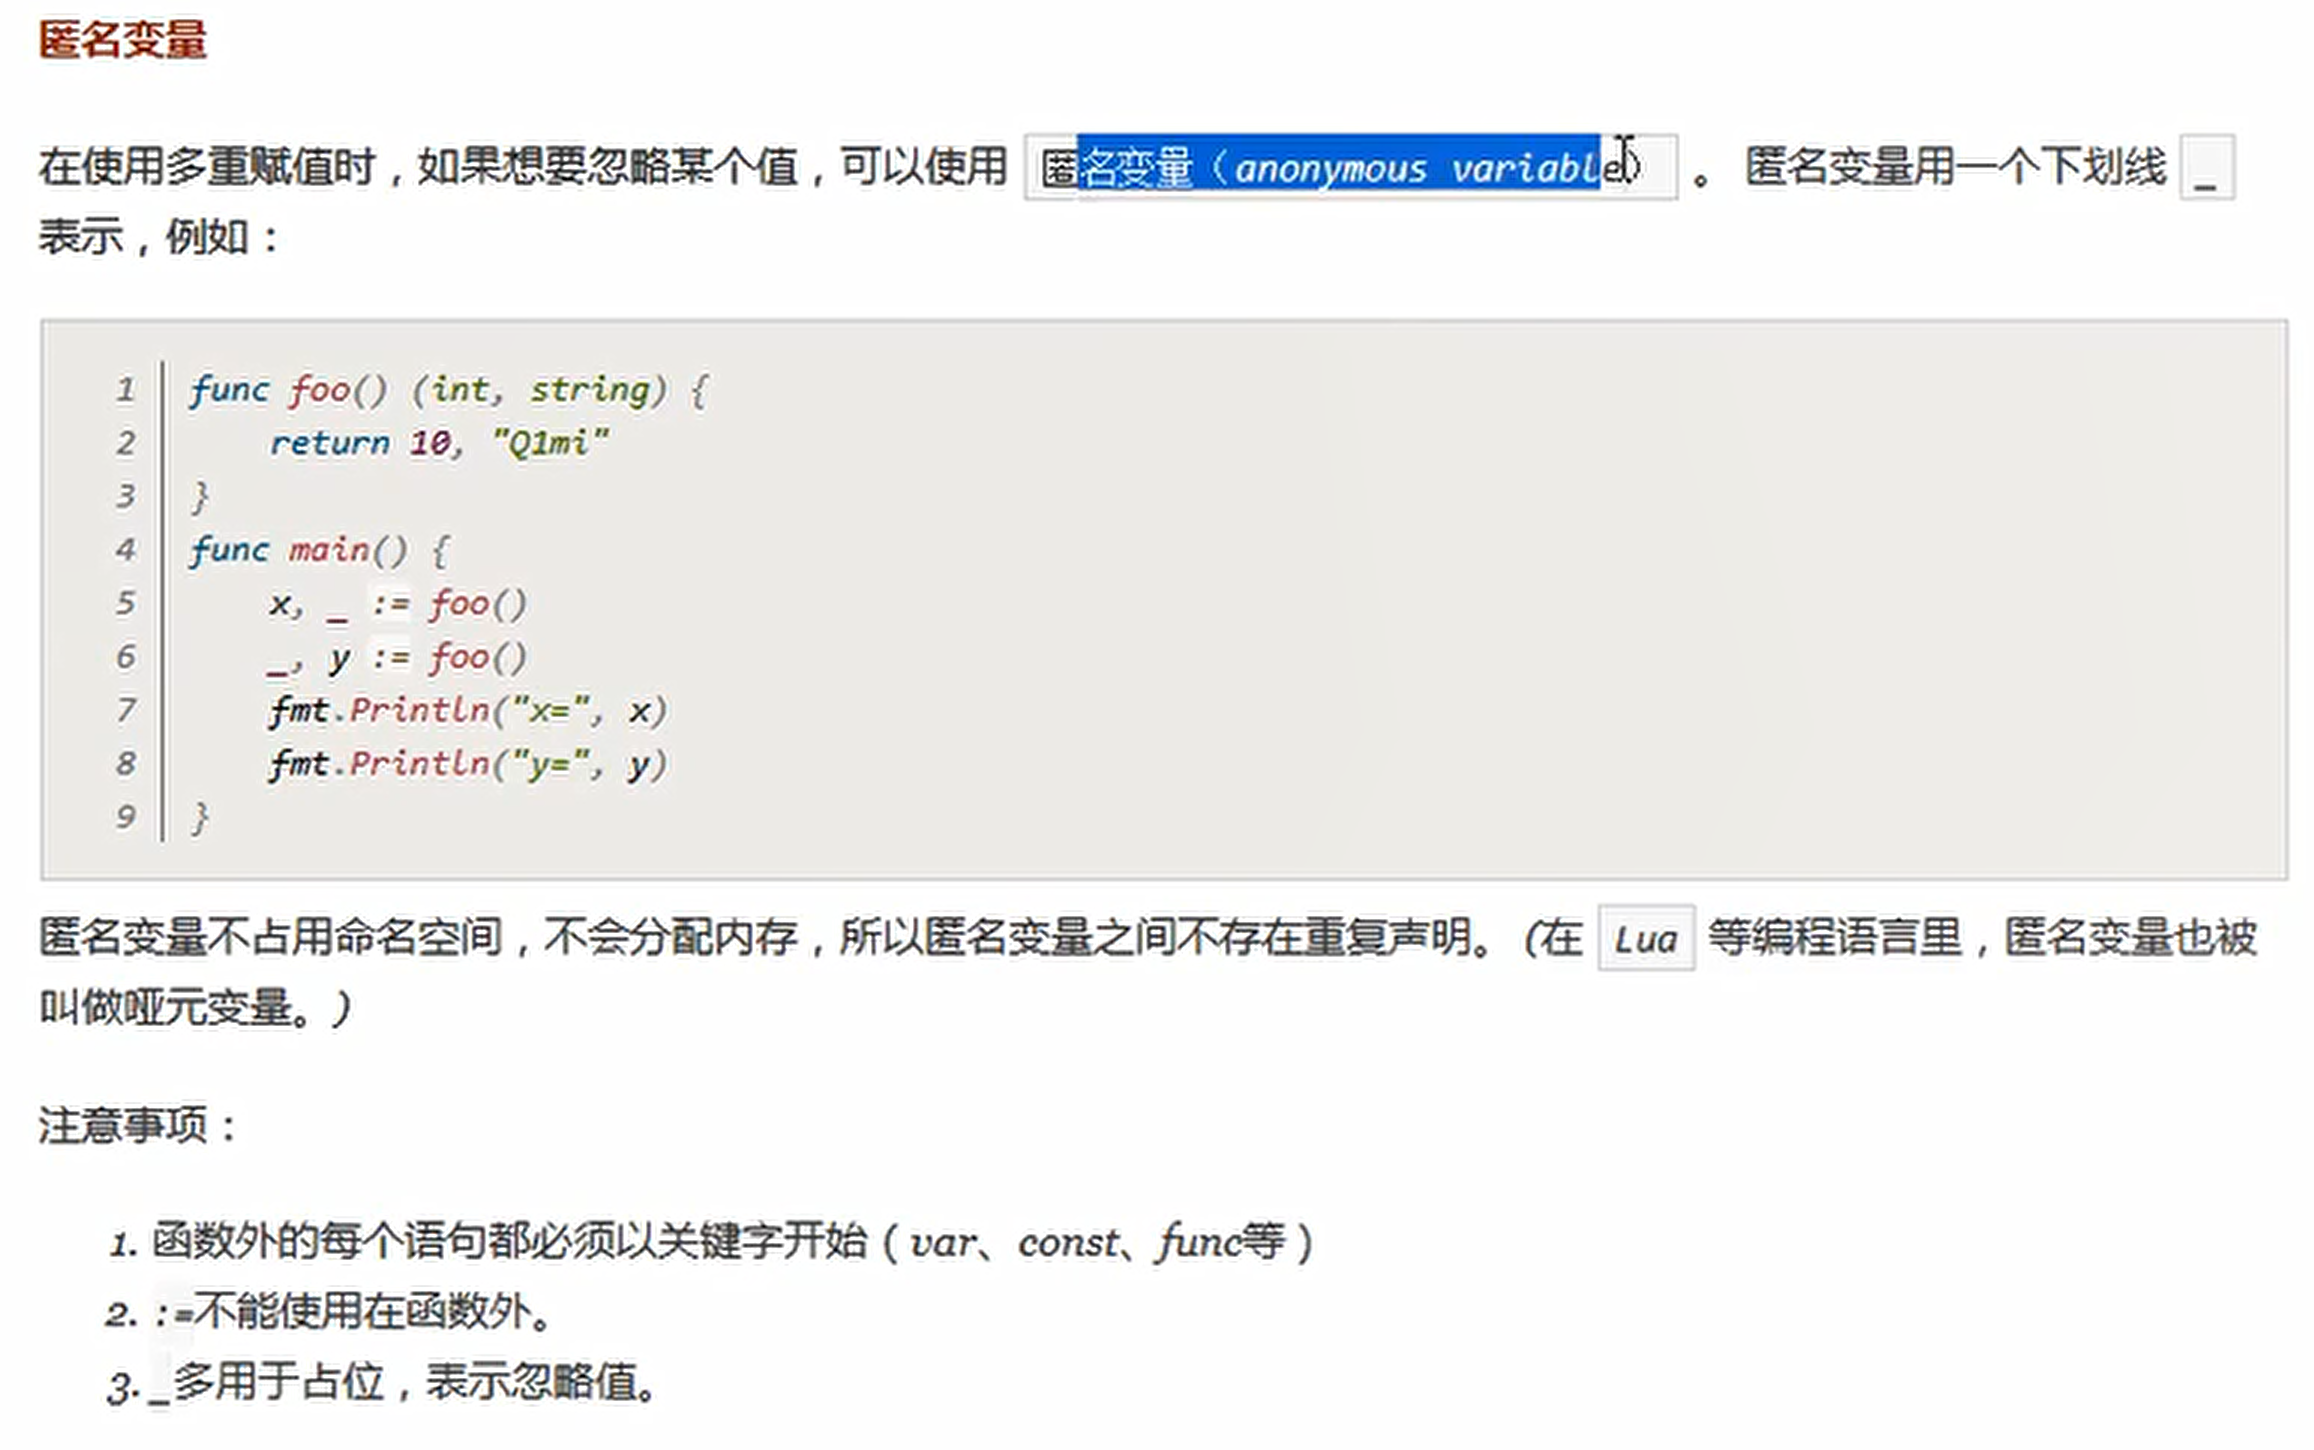 匿名变量
在使用多重赋值时，如果想要忽略某个值，可以使用 匿名变量（anonymous variable） 。 匿名变量用一个下划线 _
表示，例如：
1 func foo() (int, string) {
2     return 10, "Q1mi"
3 }
4 func main() {
5     x, _ := foo()
6     _, y := foo()
7     fmt.Println("x=", x)
8     fmt.Println("y=", y)
9 }
匿名变量不占用命名空间，不会分配内存，所以匿名变量之间不存在重复声明。 (在 Lua 等编程语言里，匿名变量也被
叫做哑元变量。)
注意事项：
1. 函数外的每个语句都必须以关键字开始（var、const、func等）
2. :=不能使用在函数外。
3. _多用于占位，表示忽略值。